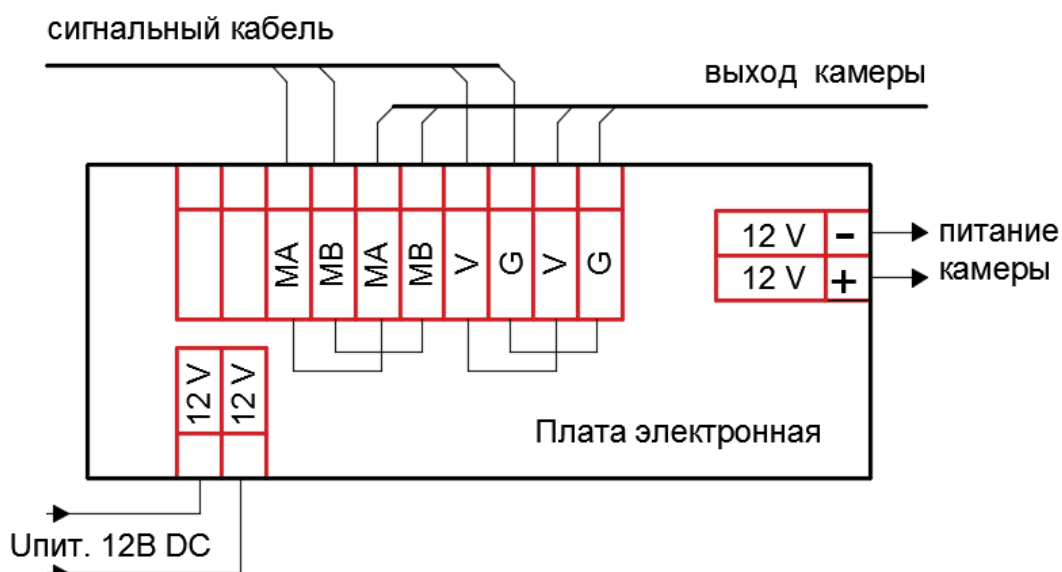 сигнальный кабель
выход камеры
MA
MB
MA
MB
V
G
V
G
12 V -
12 V +
питание
камеры
12 V
12 V
Плата электронная
Uпит. 12В DC